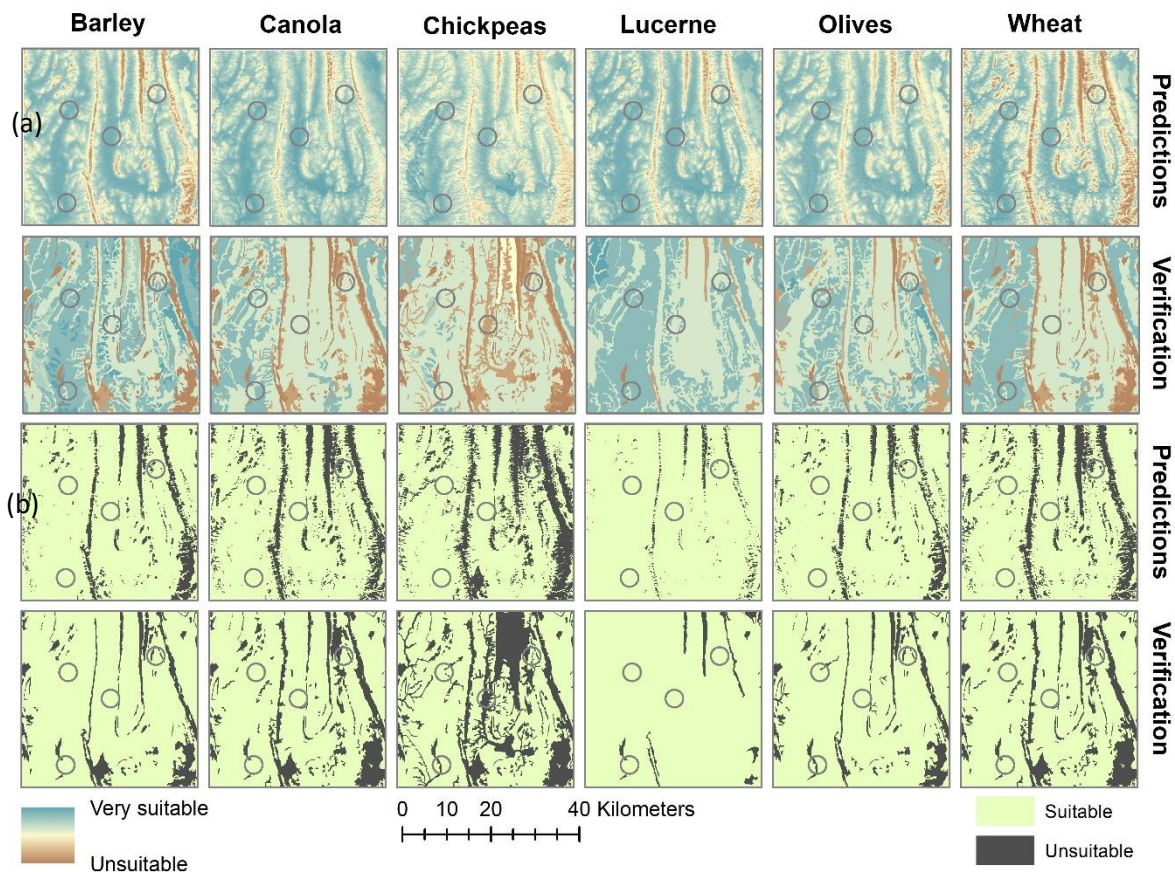 Barley Canola Chickpeas Lucerne Olives Wheat
(a)
Predictions
Verification
(b)
Predictions
Verification
Very suitable
Unsuitable
0 10 20 40 Kilometers
Suitable
Unsuitable